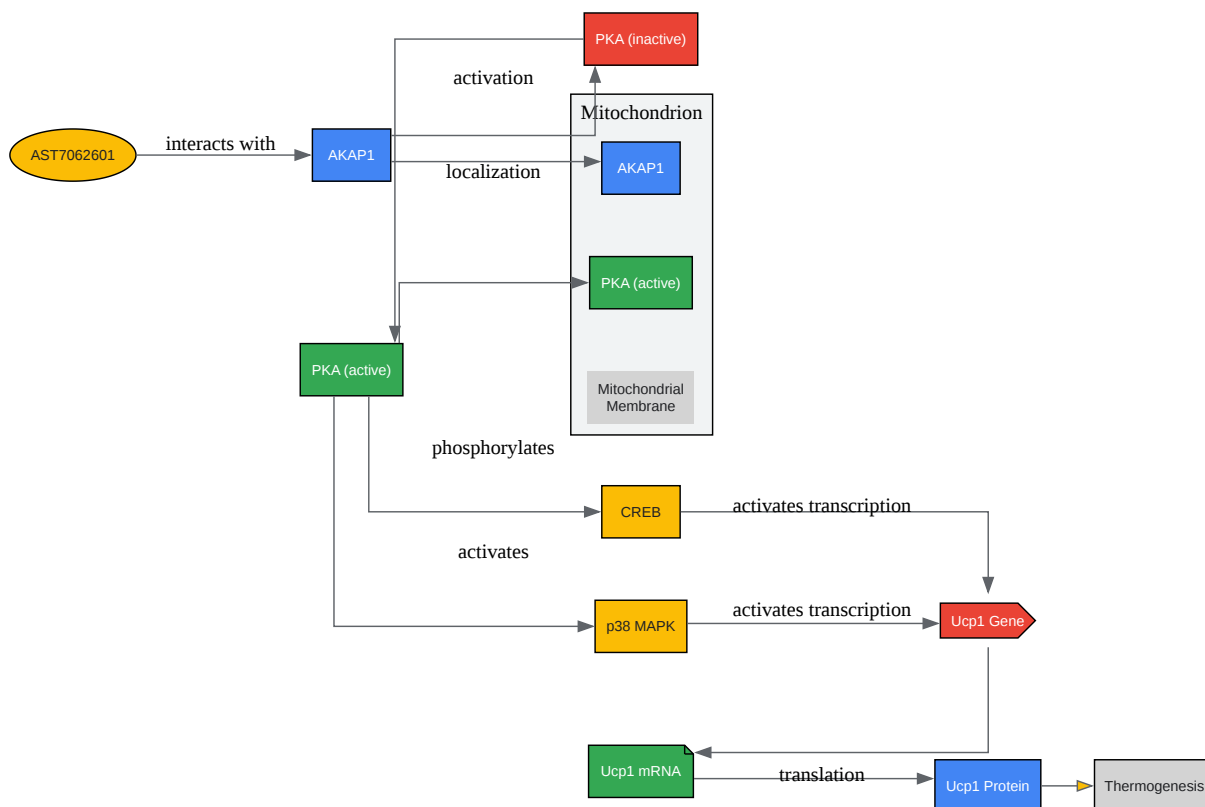 PKA (inactive)
activation
Mitochondrion
AST7062601
interacts with
AKAP1
localization
AKAP1
PKA (active)
PKA (active)
Mitochondrial
Membrane
phosphorylates
CREB
activates transcription
activates
p38 MAPK
activates transcription
Ucp1 Gene
Ucp1 mRNA
translation
Ucp1 Protein
Thermogenesis